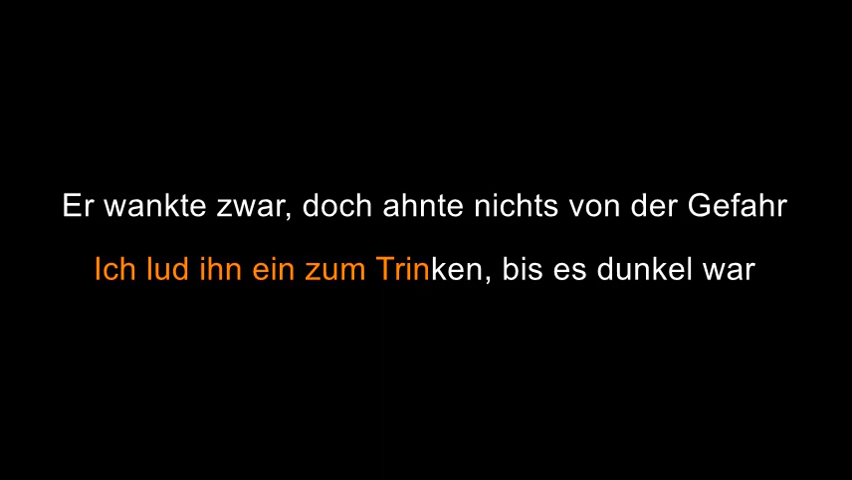 Er wankte zwar, doch ahnte nichts von der Gefahr
Ich lud ihn ein zum Trinken, bis es dunkel war